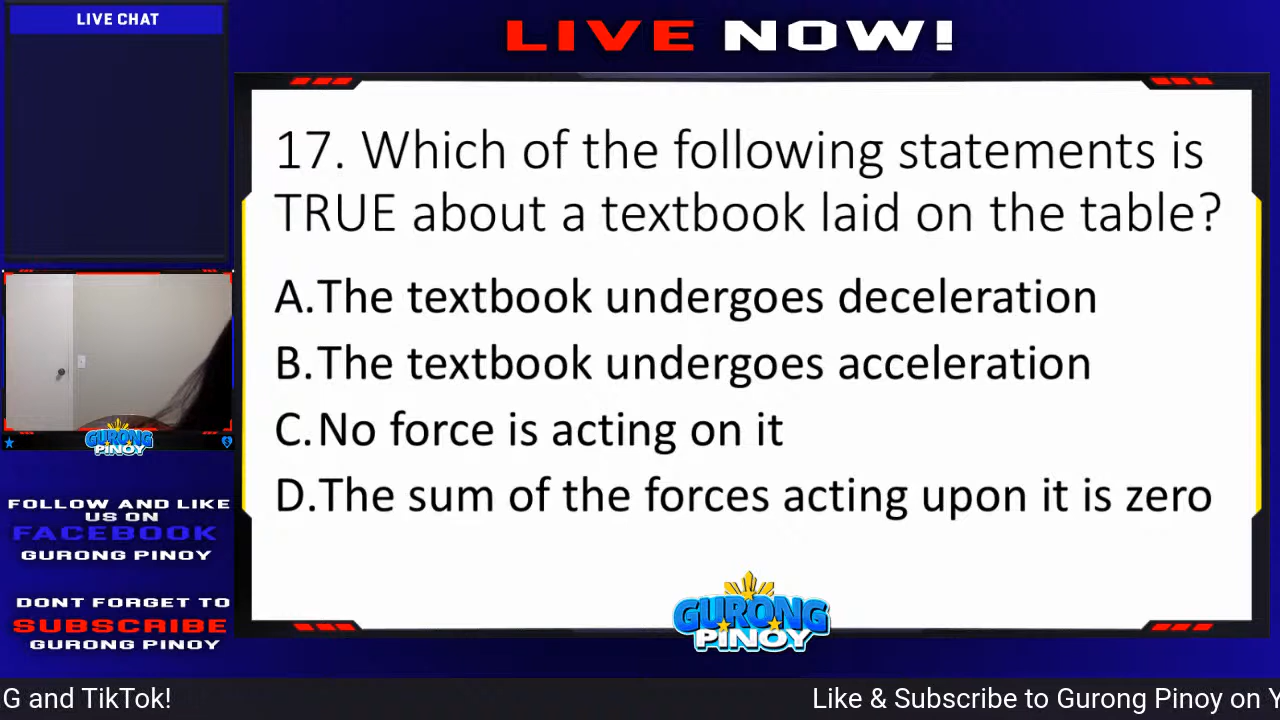 LIVE CHAT
LIVE NOW!
17. Which of the following statements is
TRUE about a textbook laid on the table?
A.The textbook undergoes deceleration
B.The textbook undergoes acceleration
C.No force is acting on it
D.The sum of the forces acting upon it is zero
GURONG
PINOY
FOLLOW AND LIKE
US ON
FACEBOOK
GURONG PINOY
DONT FORGET TO
SUBSCRIBE
GURONG PINOY
GURONG
PINOY
G and TikTok!
Like & Subscribe to Gurong Pinoy on Y